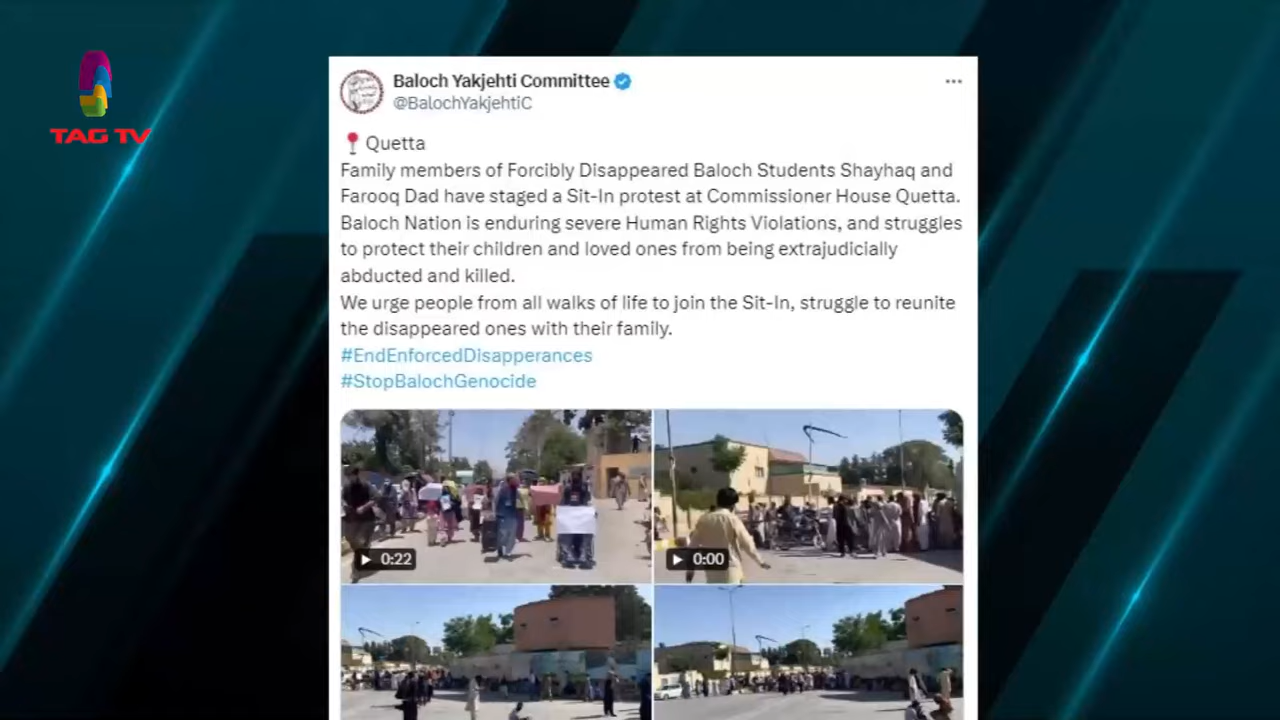 TAG TV
Baloch Yakjehti Committee
@BalochYakjehtiC
Quetta
Family members of Forcibly Disappeared Baloch Students Shayhaq and
Farooq Dad have staged a Sit-In protest at Commissioner House Quetta.
Baloch Nation is enduring severe Human Rights Violations, and struggles
to protect their children and loved ones from being extrajudicially
abducted and killed.
We urge people from all walks of life to join the Sit-In, struggle to reunite
the disappeared ones with their family.
#EndEnforcedDisapperances
#StopBalochGenocide
0:22
0:00